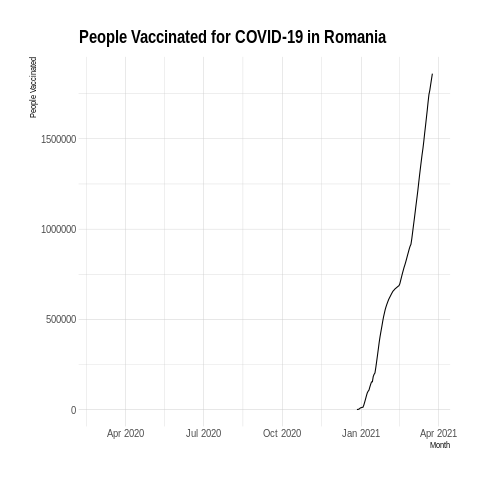 People Vaccinated for COVID-19 in Romania
People Vaccinated
1500000
1000000
500000
0
Apr 2020 Jul 2020 Oct 2020 Jan 2021 Apr 2021
Month